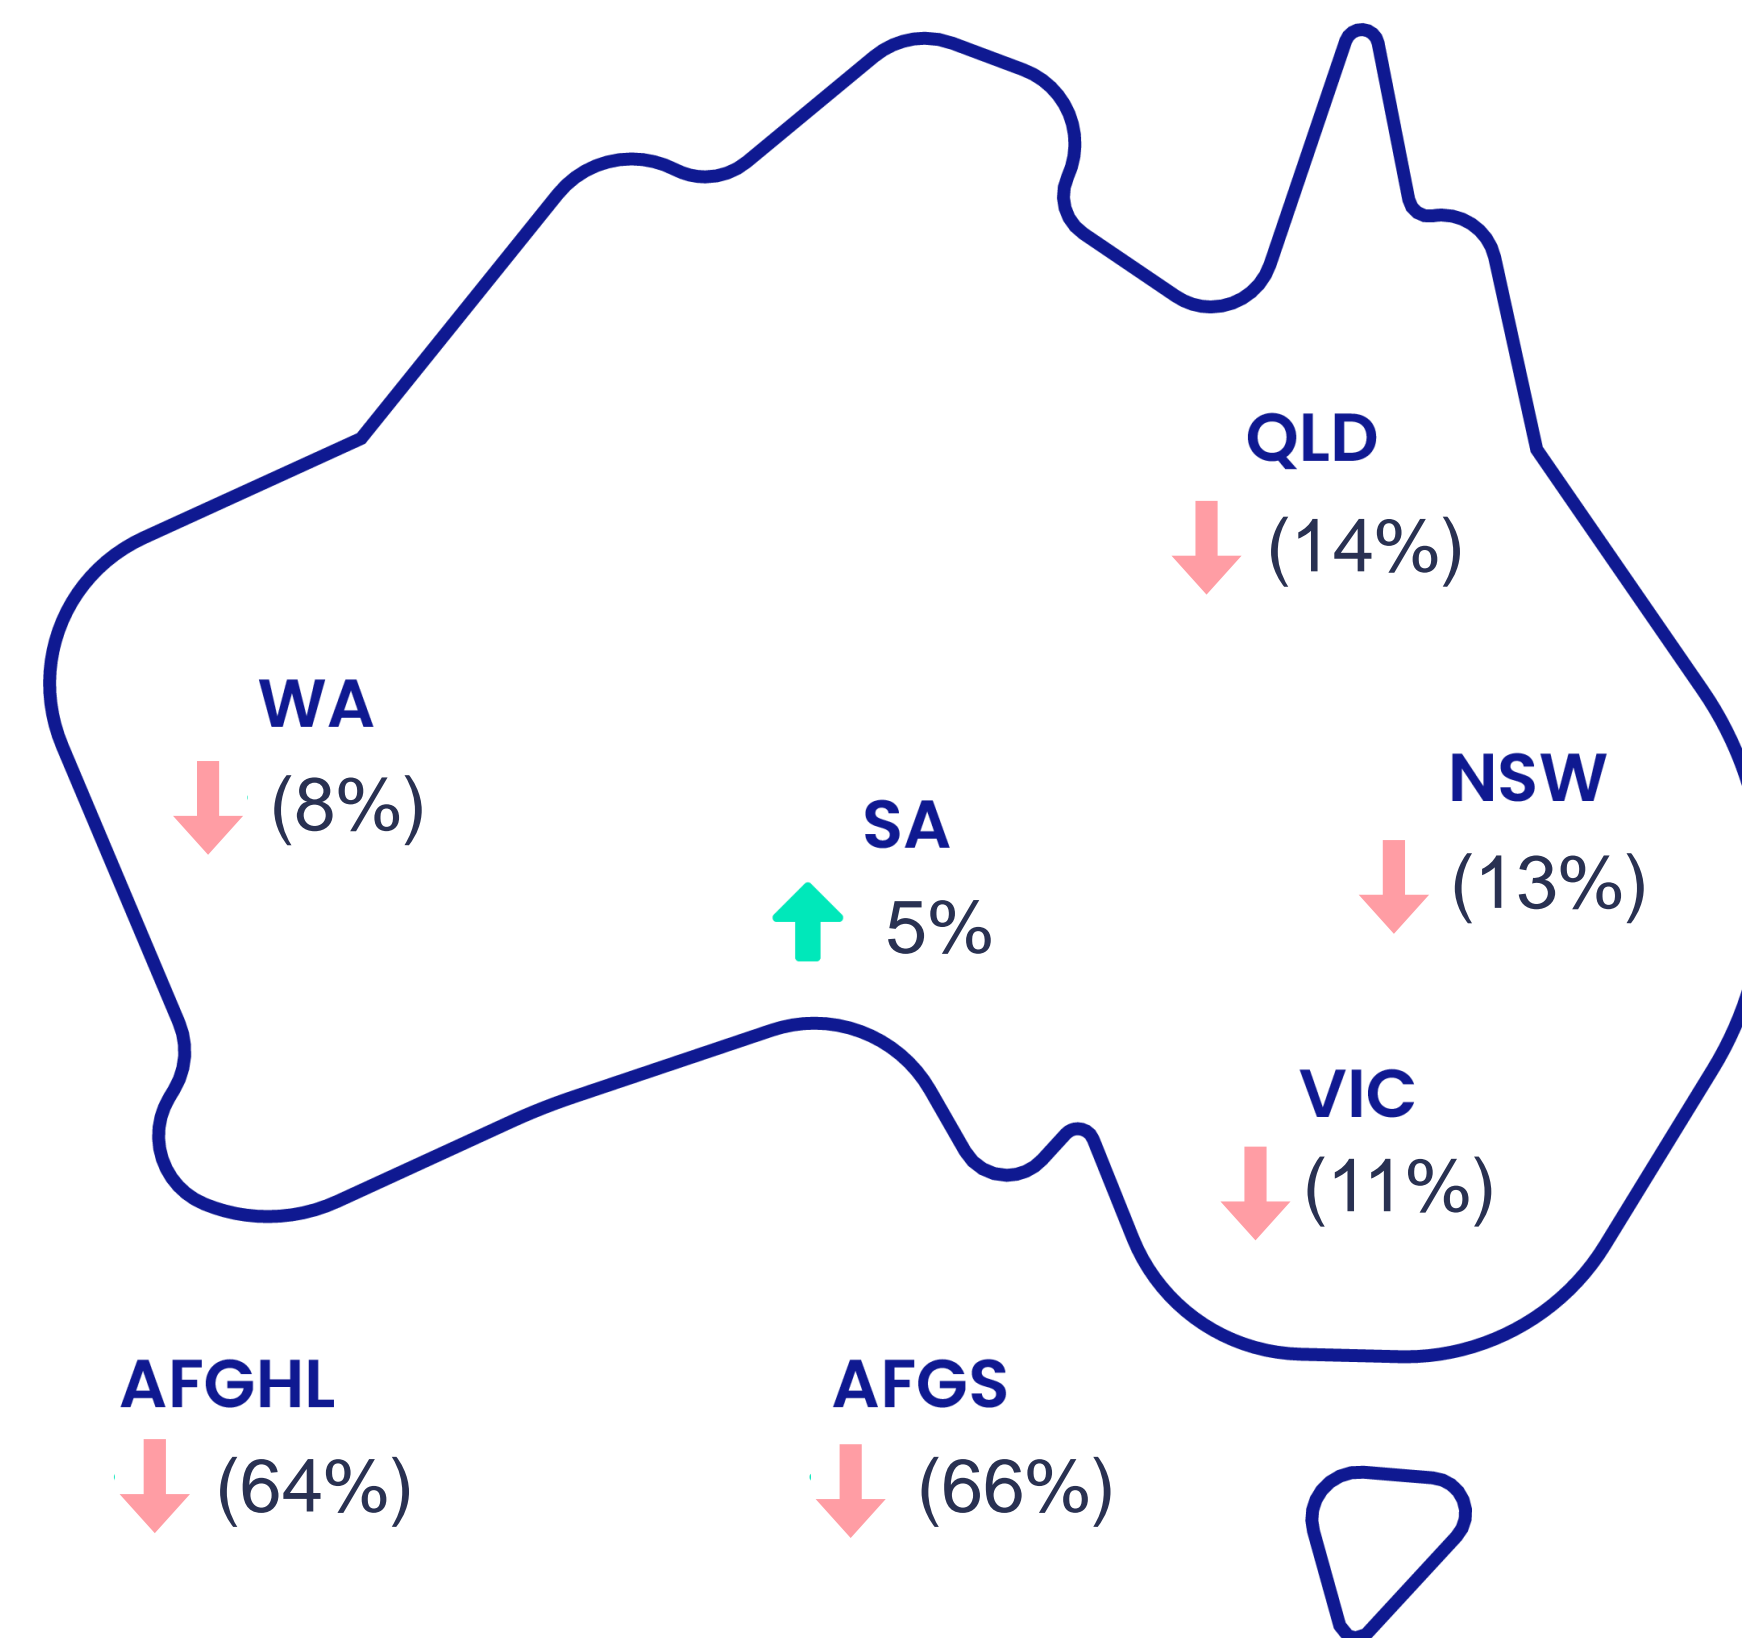 QLD
(14%)
WA
(8%)
NSW
(13%)
SA
5%
VIC
(11%)
AFGHL
(64%)
AFGS
(66%)